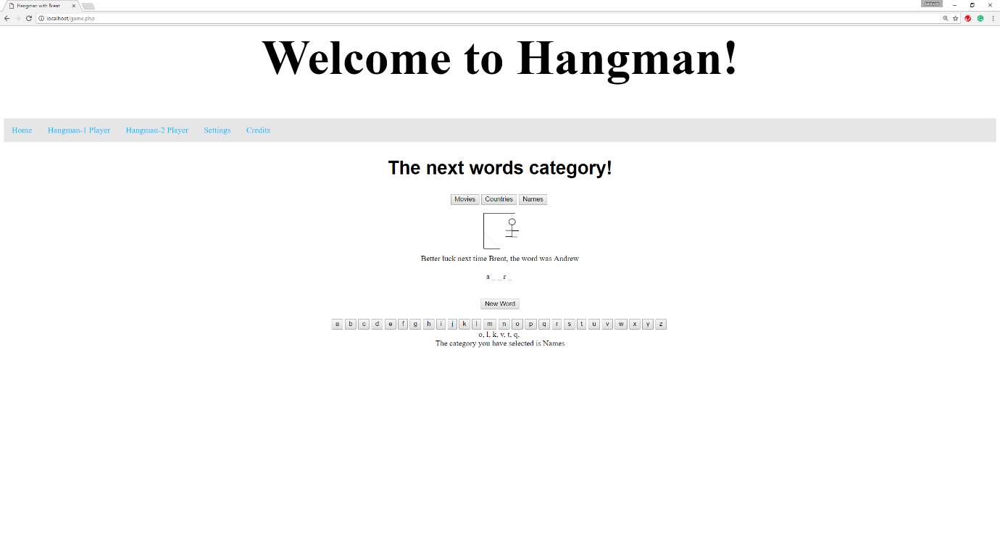 Hangman with Brent
localhost/game.php
Welcome to Hangman!
Home Hangman-1 Player Hangman-2 Player Settings Credits
The next words category!
Movies Countries Names
Better luck next time Brent, the word was Andrew
a _ _ r _
New Word
a b c d e f g h i j k l m n o p q r s t u v w x y z
o, l, k, v, t, q,
The category you have selected is Names